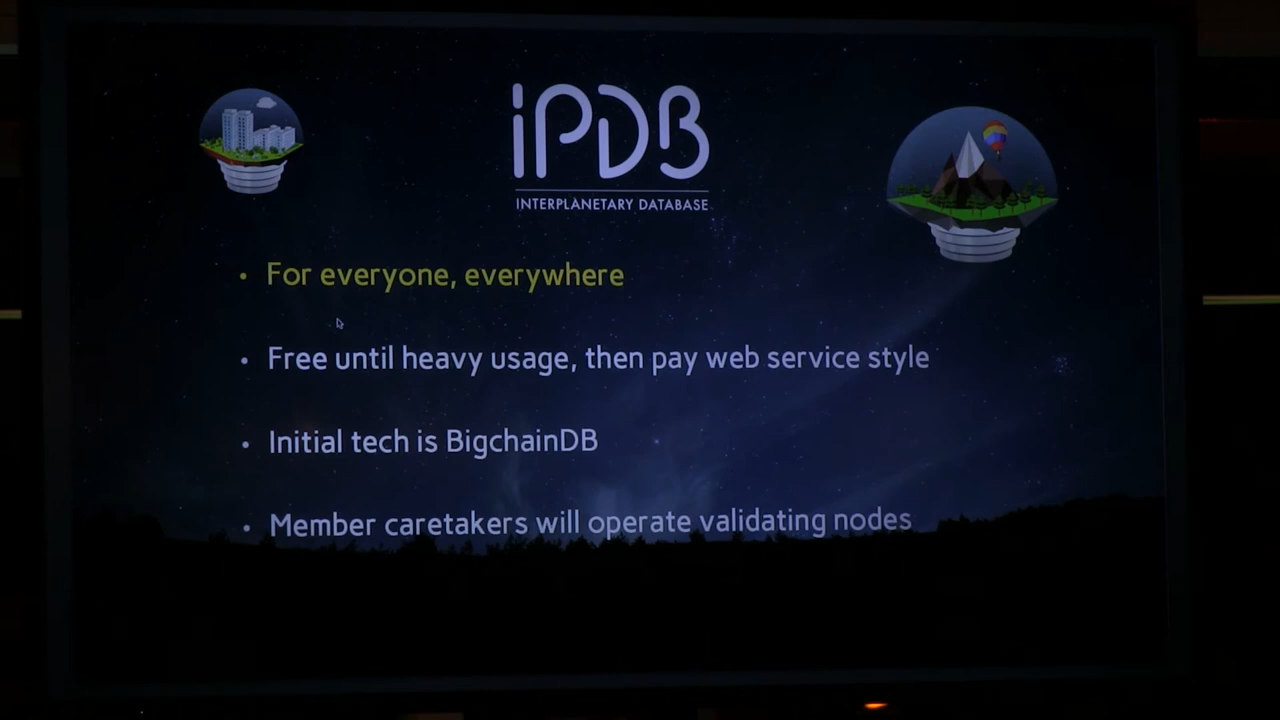 iPDB
INTERPLANETARY DATABASE
• For everyone, everywhere
• Free until heavy usage, then pay web service style
• Initial tech is BigchainDB
• Member caretakers will operate validating nodes